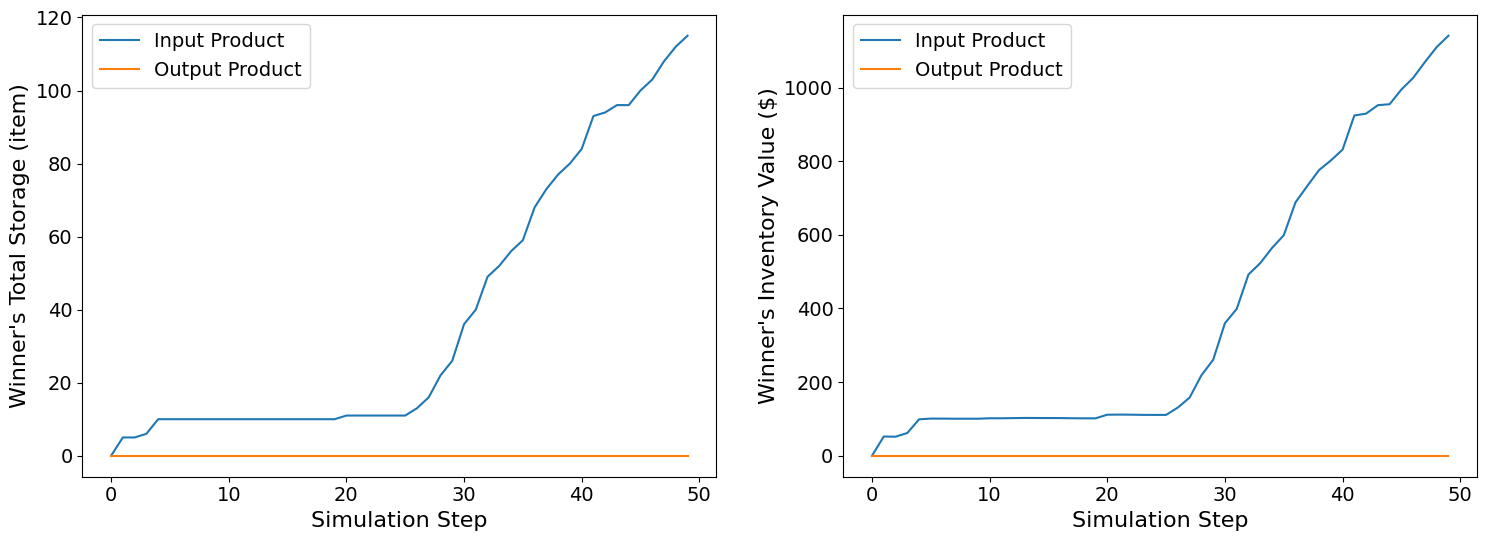 Input Product
Output Product
Winner's Total Storage (item)
120
100
80
60
40
20
0
0 10 20 30 40 50
Simulation Step
Input Product
Output Product
Winner's Inventory Value ($)
1000
800
600
400
200
0
0 10 20 30 40 50
Simulation Step